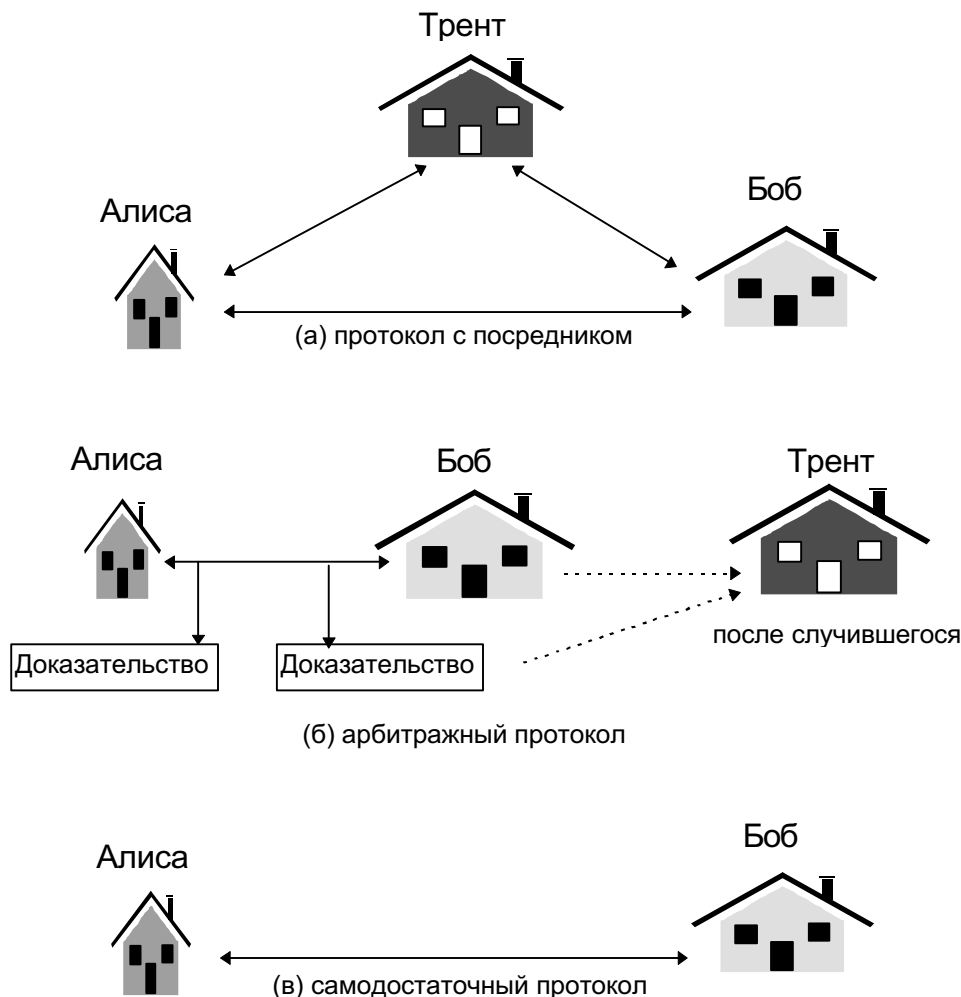 Трент
Алиса
Боб
(а) протокол с посредником
Алиса
Боб
Трент
после случившегося
Доказательство
Доказательство
(б) арбитражный протокол
Алиса
Боб
(в) самодостаточный протокол